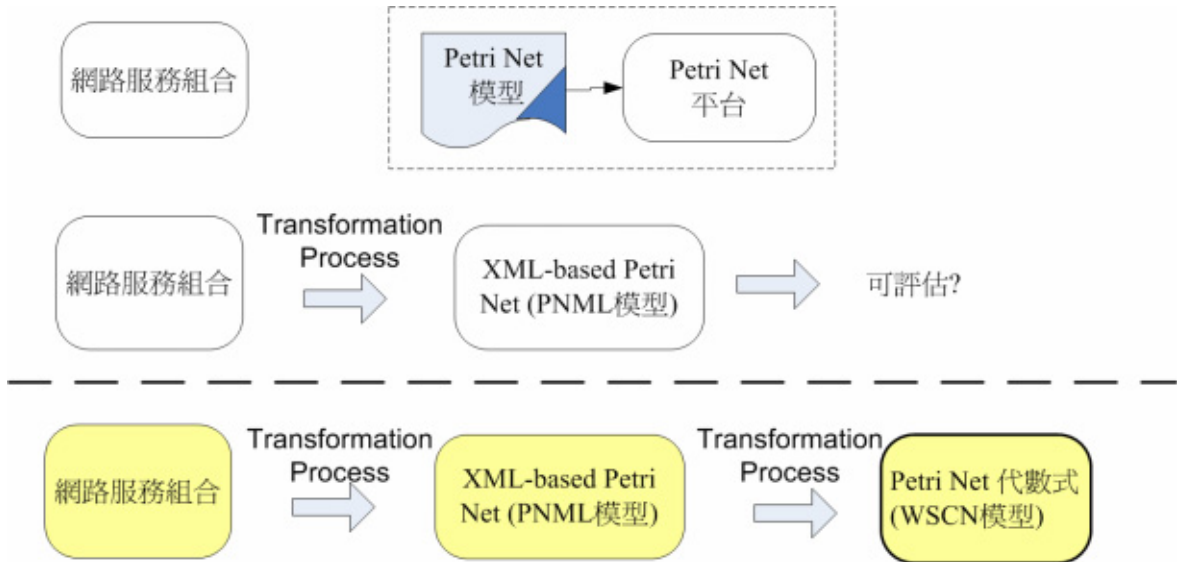 網路服務組合
Petri Net
模型
Petri Net
平台
網路服務組合
Transformation
Process
XML-based Petri
Net (PNML模型)
可評估?
網路服務組合
Transformation
Process
XML-based Petri
Net (PNML模型)
Transformation
Process
Petri Net 代數式
(WSCN模型)